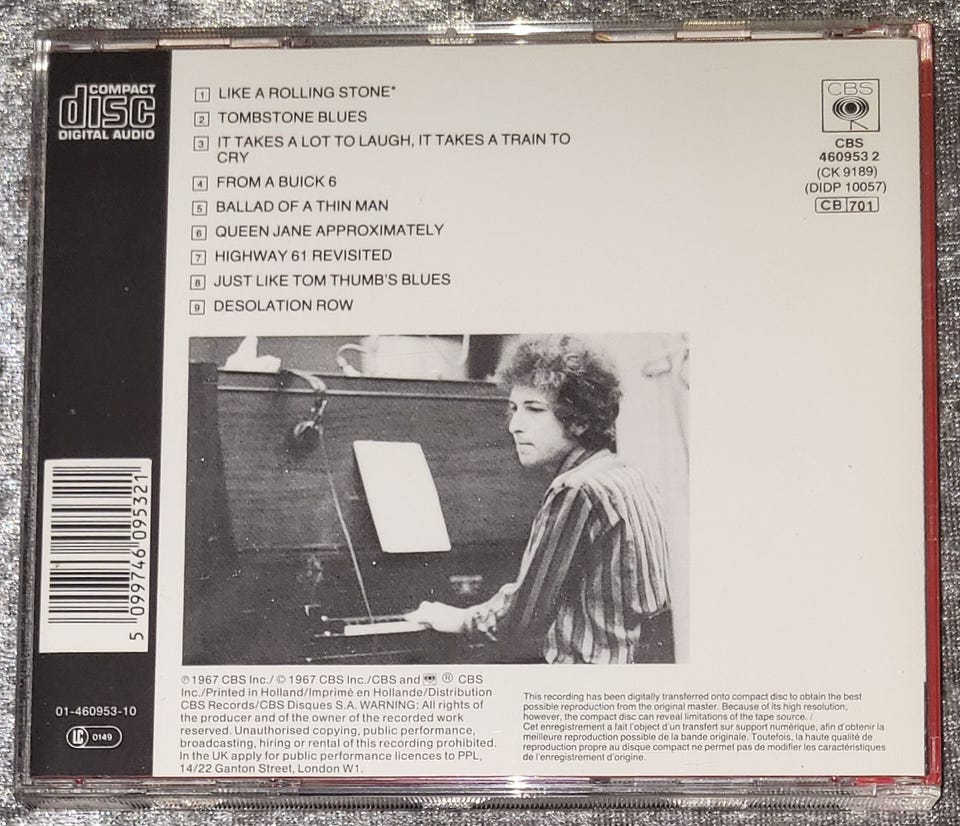 COMPACT
disc
DIGITAL AUDIO
1 LIKE A ROLLING STONE*
2 TOMBSTONE BLUES
3 IT TAKES A LOT TO LAUGH, IT TAKES A TRAIN TO
CRY
4 FROM A BUICK 6
5 BALLAD OF A THIN MAN
6 QUEEN JANE APPROXIMATELY
7 HIGHWAY 61 REVISITED
8 JUST LIKE TOM THUMB'S BLUES
9 DESOLATION ROW
CBS
CBS
460953 2
(CK 9189)
(DIDP 10057)
CB 701
5 099746 095321
01-460953-10
LC 0149
℗ 1967 CBS Inc./ © 1967 CBS Inc./CBS and ® CBS
Inc./Printed in Holland/Imprimé en Hollande/Distribution
CBS Records/CBS Disques S.A. WARNING: All rights of
the producer and of the owner of the recorded work
reserved. Unauthorised copying, public performance,
broadcasting, hiring or rental of this recording prohibited.
In the UK apply for public performance licences to PPL,
14/22 Ganton Street, London W1.
This recording has been digitally transferred onto compact disc to obtain the best
possible reproduction from the original master. Because of its high resolution,
however, the compact disc can reveal limitations of the tape source. /
Cet enregistrement a fait l'objet d'un transfert sur support numérique, afin d'obtenir la
meilleure reproduction possible de la bande originale. Toutefois, la haute qualité de
reproduction propre au disque compact ne permet pas de modifier les caractéristiques
de l'enregistrement d'origine.